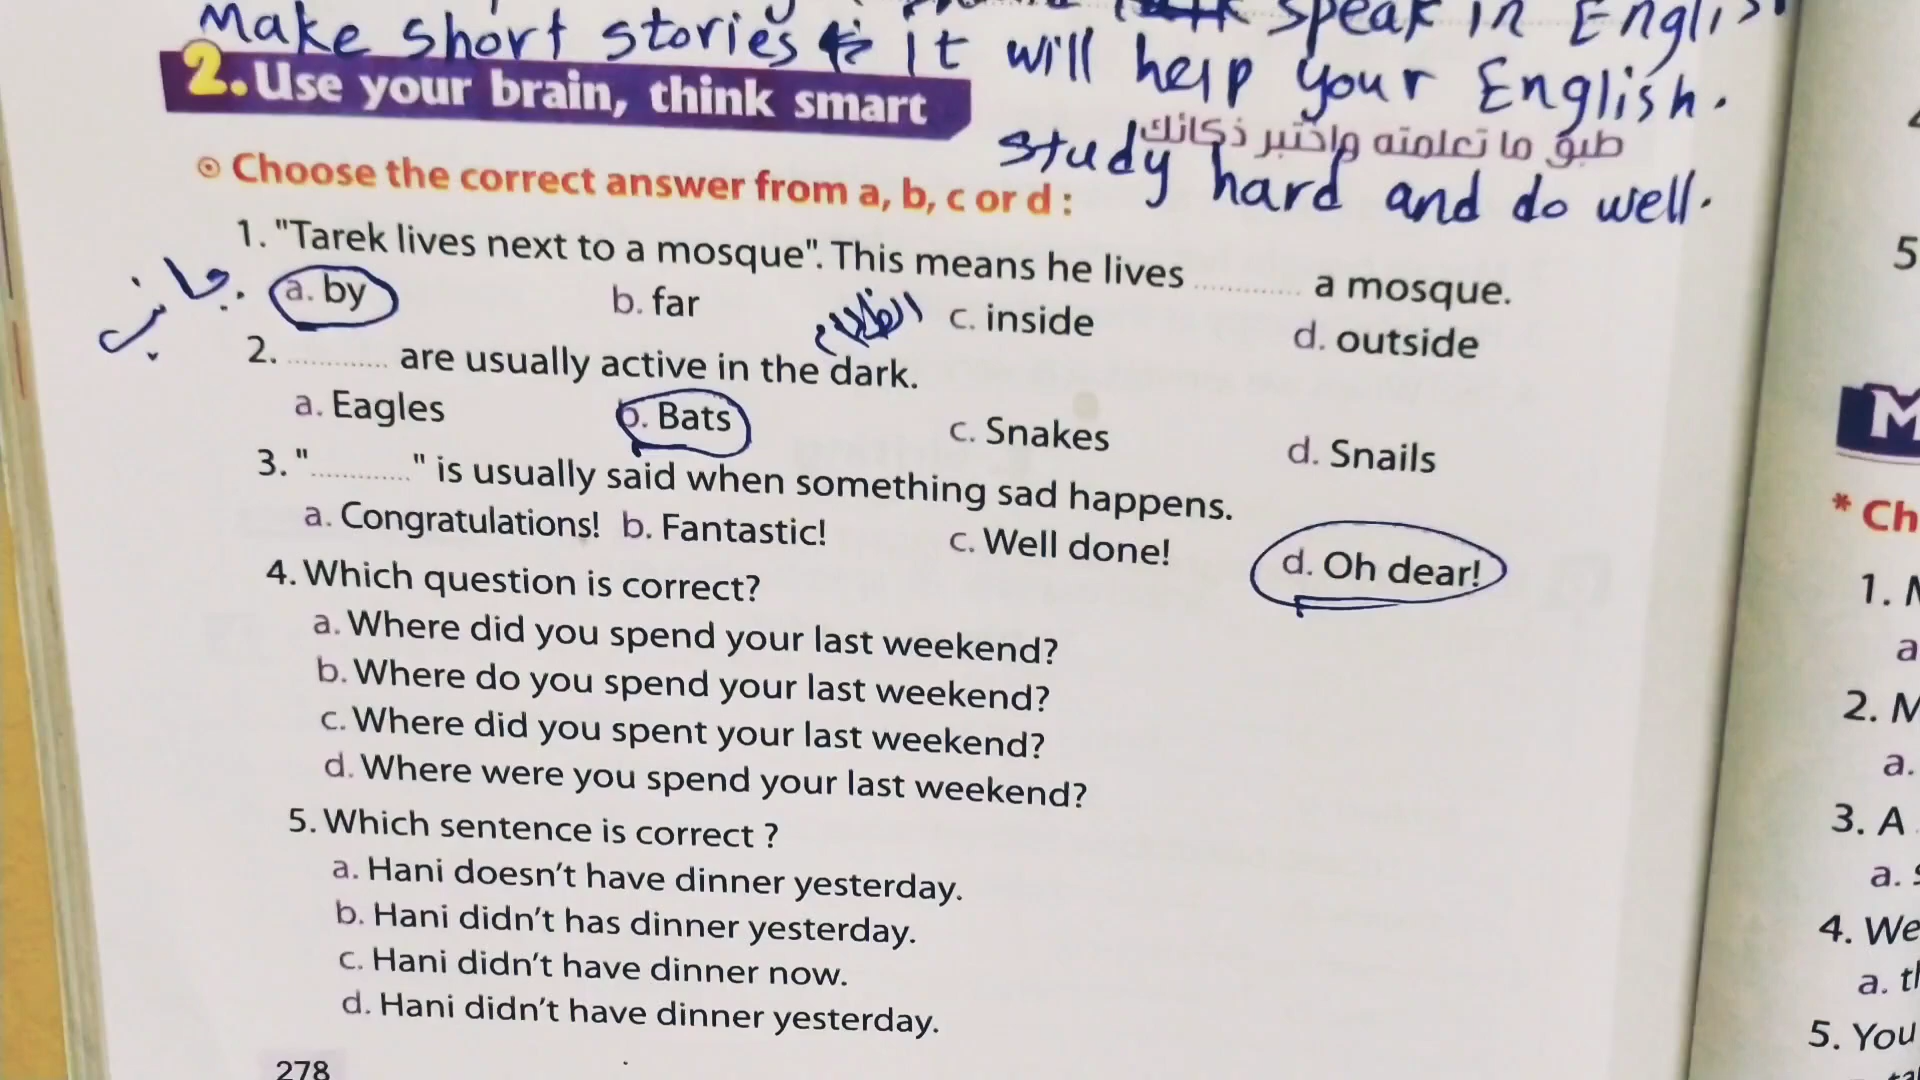 Make short stories it will help your English.
speak in English
2. Use your brain, think smart
طبق ما تعلمته واختبر ذكائك
study hard and do well.
Choose the correct answer from a, b, c or d :
1. "Tarek lives next to a mosque". This means he lives ............ a mosque.
a. by b. far c. inside d. outside
بجانب
الظلام
2. ............ are usually active in the dark.
a. Eagles b. Bats c. Snakes d. Snails
3. "............" is usually said when something sad happens.
a. Congratulations! b. Fantastic! c. Well done! d. Oh dear!
4. Which question is correct?
a. Where did you spend your last weekend?
b. Where do you spend your last weekend?
c. Where did you spent your last weekend?
d. Where were you spend your last weekend?
5. Which sentence is correct ?
a. Hani doesn't have dinner yesterday.
b. Hani didn't has dinner yesterday.
c. Hani didn't have dinner now.
d. Hani didn't have dinner yesterday.
278
5
M
* Ch
1. M
a
2. M
a.
3. A
a. s
4. We
a. th
5. You